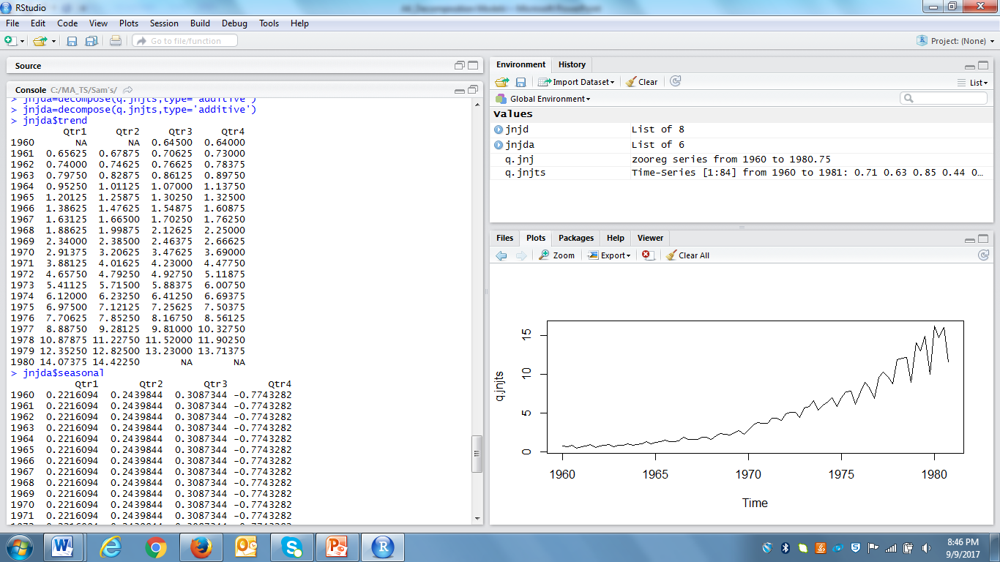 RStudio
File Edit Code View Plots Session Build Debug Tools Help
Go to file/function
Project: (None)
Source
Console C:/MA_TS/Sam's/
> jnjda=decompose(q.jnjts,type='additive')
> jnjda=decompose(q.jnjts,type='additive')
> jnjda$trend
Qtr1 Qtr2 Qtr3 Qtr4
1960 NA NA 0.64500 0.64000
1961 0.65625 0.67875 0.70625 0.73000
1962 0.74000 0.74625 0.76625 0.78375
1963 0.79750 0.82875 0.86125 0.89750
1964 0.95250 1.01125 1.07000 1.13750
1965 1.20125 1.25875 1.30250 1.32500
1966 1.38625 1.47625 1.54875 1.60875
1967 1.63125 1.66500 1.70250 1.76250
1968 1.88625 1.99875 2.12625 2.25000
1969 2.34000 2.38500 2.46375 2.66625
1970 2.91375 3.20625 3.47625 3.69000
1971 3.88125 4.01625 4.23000 4.47750
1972 4.65750 4.79250 4.92750 5.11875
1973 5.41125 5.71500 5.88375 6.00750
1974 6.12000 6.23250 6.41250 6.69375
1975 6.97500 7.12125 7.25625 7.50375
1976 7.70625 7.85250 8.16750 8.56125
1977 8.88750 9.28125 9.81000 10.32750
1978 10.87875 11.22750 11.52000 11.90250
1979 12.35250 12.82500 13.23000 13.71375
1980 14.07375 14.42250 NA NA
> jnjda$seasonal
Qtr1 Qtr2 Qtr3 Qtr4
1960 0.2216094 0.2439844 0.3087344 -0.7743282
1961 0.2216094 0.2439844 0.3087344 -0.7743282
1962 0.2216094 0.2439844 0.3087344 -0.7743282
1963 0.2216094 0.2439844 0.3087344 -0.7743282
1964 0.2216094 0.2439844 0.3087344 -0.7743282
1965 0.2216094 0.2439844 0.3087344 -0.7743282
1966 0.2216094 0.2439844 0.3087344 -0.7743282
1967 0.2216094 0.2439844 0.3087344 -0.7743282
1968 0.2216094 0.2439844 0.3087344 -0.7743282
1969 0.2216094 0.2439844 0.3087344 -0.7743282
1970 0.2216094 0.2439844 0.3087344 -0.7743282
1971 0.2216094 0.2439844 0.3087344 -0.7743282
Environment History
Import Dataset Clear
List
Global Environment
Values
jnjd List of 8
jnjda List of 6
q.jnj zooreg series from 1960 to 1980.75
q.jnjts Time-Series [1:84] from 1960 to 1981: 0.71 0.63 0.85 0.44 0…
Files Plots Packages Help Viewer
Zoom Export Clear All
q.jnjts
15
10
5
0
1960 1965 1970 1975 1980
Time
8:46 PM
9/9/2017